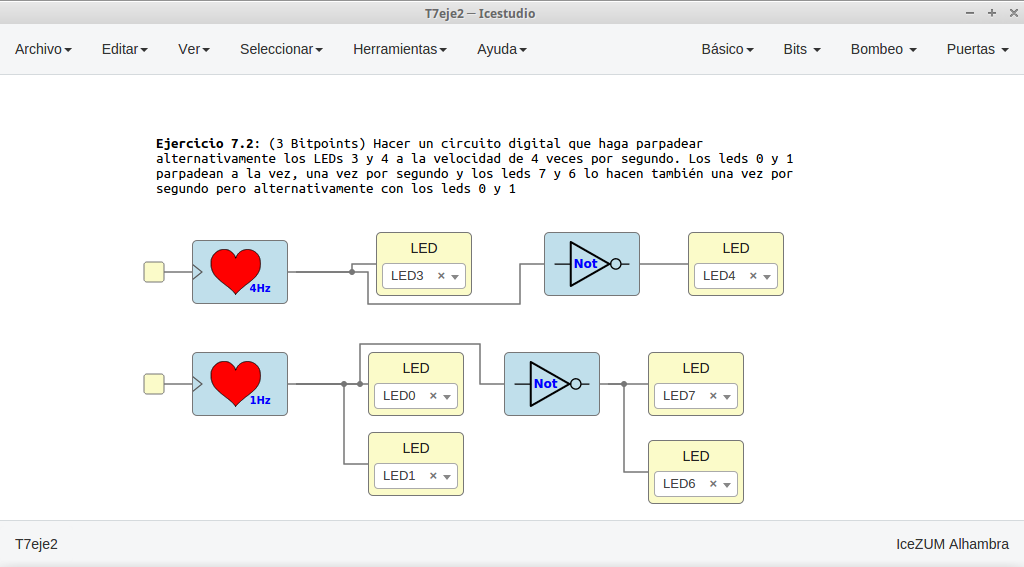 T7eje2 — Icestudio
Archivo Editar Ver Seleccionar Herramientas Ayuda Básico Bits Bombeo Puertas
Ejercicio 7.2: (3 Bitpoints) Hacer un circuito digital que haga parpadear
alternativamente los LEDs 3 y 4 a la velocidad de 4 veces por segundo. Los leds 0 y 1
parpadean a la vez, una vez por segundo y los leds 7 y 6 lo hacen también una vez por
segundo pero alternativamente con los leds 0 y 1
4Hz
LED
LED3 ×
Not
LED
LED4 ×
1Hz
LED
LED0 ×
Not
LED
LED7 ×
LED
LED1 ×
LED
LED6 ×
T7eje2
IceZUM Alhambra